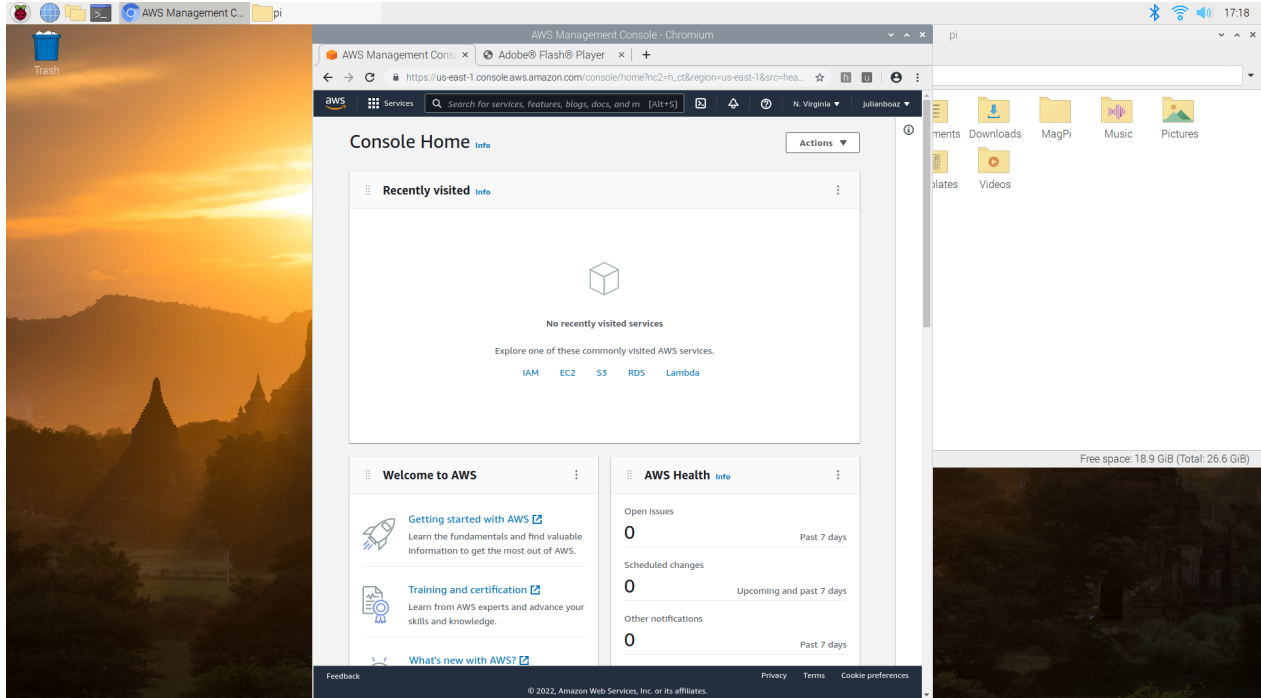 AWS Management C...
pi
17:18
Trash
AWS Management Console - Chromium
AWS Management Cons
Adobe® Flash® Player
https://us-east-1.console.aws.amazon.com/console/home?nc2=h_ct&region=us-east-1&src=hea...
aws
Services
Search for services, features, blogs, docs, and m [Alt+S]
N. Virginia
julianboaz
Console Home Info
Actions
Recently visited Info
No recently visited services
Explore one of these commonly visited AWS services.
IAM EC2 S3 RDS Lambda
Welcome to AWS
Getting started with AWS
Learn the fundamentals and find valuable
information to get the most out of AWS.
Training and certification
Learn from AWS experts and advance your
skills and knowledge.
What's new with AWS?
AWS Health Info
Open issues
0 Past 7 days
Scheduled changes
0 Upcoming and past 7 days
Other notifications
0 Past 7 days
Feedback
Privacy Terms Cookie preferences
© 2022, Amazon Web Services, Inc. or its affiliates.
pi
ments Downloads MagPi Music Pictures
plates Videos
Free space: 18.9 GiB (Total: 26.6 GiB)